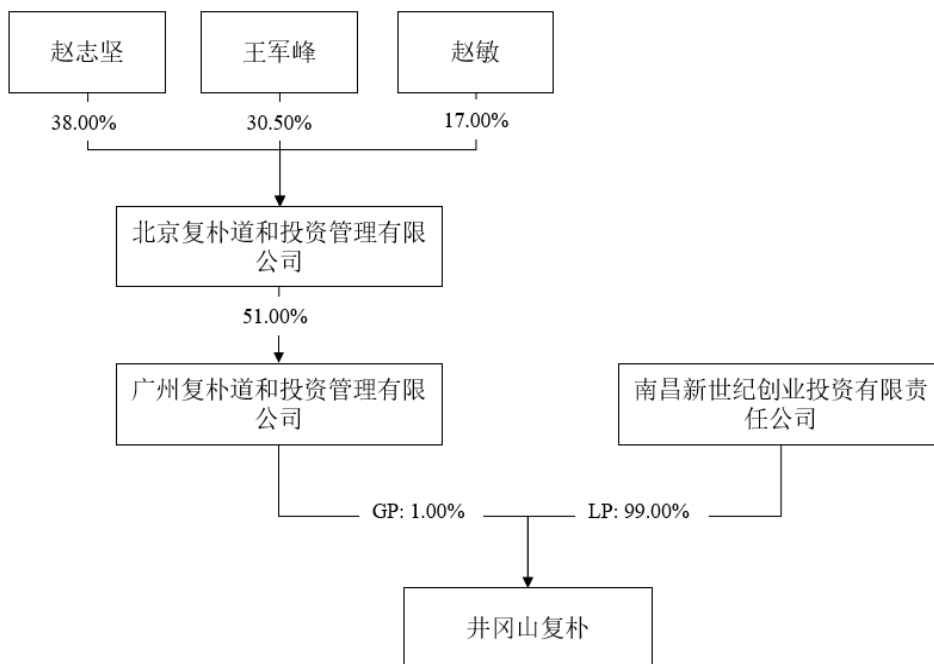 赵志坚
王军峰
赵敏
38.00%
30.50%
17.00%
北京复朴道和投资管理有限
公司
51.00%
广州复朴道和投资管理有限
公司
南昌新世纪创业投资有限责
任公司
GP: 1.00%
LP: 99.00%
井冈山复朴